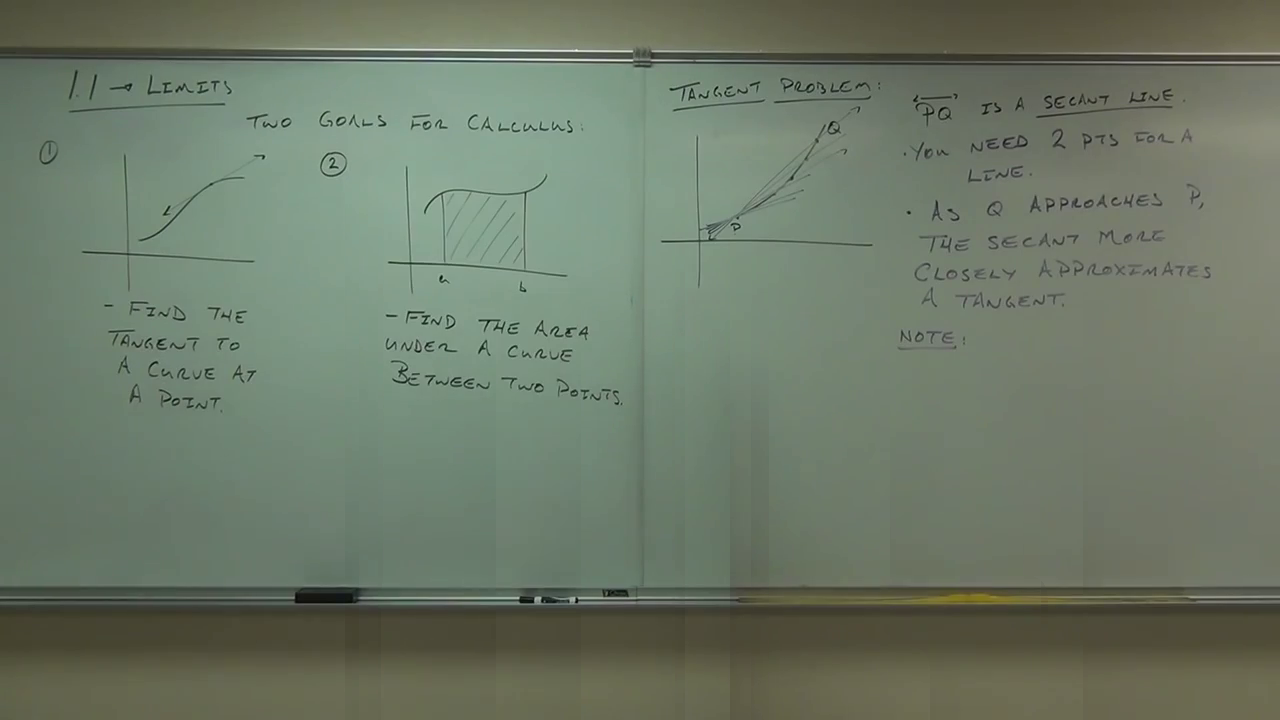 1.1 → LIMITS
TWO GOALS FOR CALCULUS:
①
②
a
b
- FIND THE
TANGENT TO
A CURVE AT
A POINT.
- FIND THE AREA
UNDER A CURVE
BETWEEN TWO POINTS.
TANGENT PROBLEM:
Q
P
PQ IS A SECANT LINE.
• YOU NEED 2 PTS FOR A
LINE.
• AS Q APPROACHES P,
THE SECANT MORE
CLOSELY APPROXIMATES
A TANGENT.
NOTE: